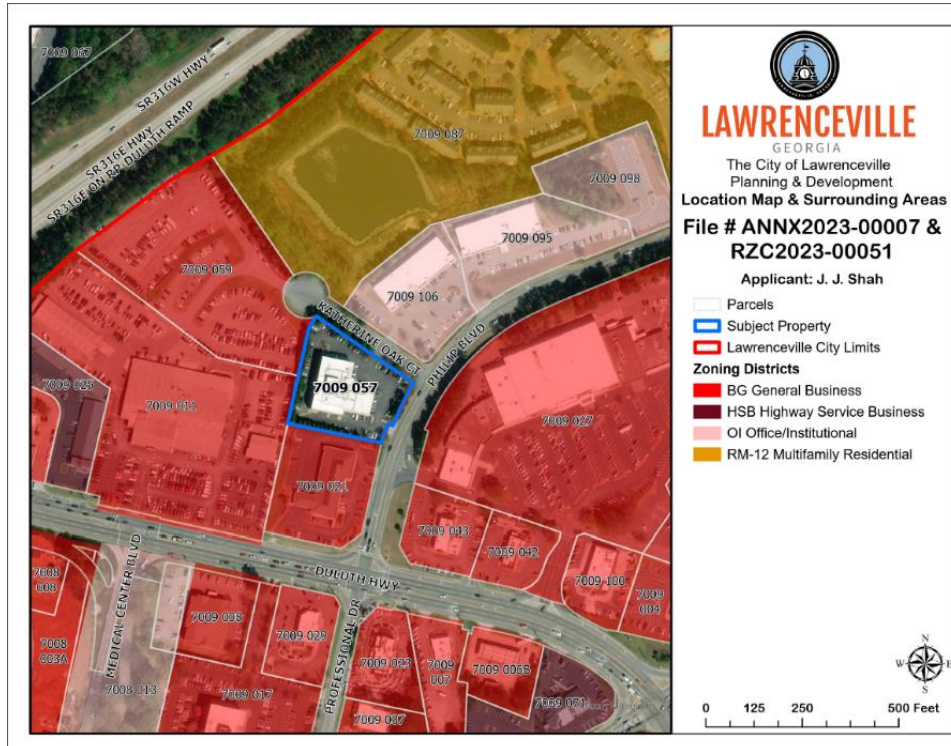 7009 067
SR316W HWY
SR316E HWY
SR316E ON RP DULUTH RAMP
7009 087
7009 098
7009 095
7009 059
7009 106
KATHERINE OAK CT
PHILIP BLVD
7009 057
7009 025
7009 011
7009 027
7009 021
7009 043
7009 042
DULUTH HWY
7009 100
7009
004
7008
008
MEDICAL CENTER BLVD
7009 018
7009 029
PROFESSIONAL DR
7009 023
7009
007
7009 006B
7008
003A
7008 013
7009 017
7009 037
7009 071
LAWRENCEVILLE
GEORGIA
The City of Lawrenceville
Planning & Development
Location Map & Surrounding Areas
File # ANNX2023-00007 &
RZC2023-00051
Applicant: J. J. Shah
Parcels
Subject Property
Lawrenceville City Limits
Zoning Districts
BG General Business
HSB Highway Service Business
OI Office/Institutional
RM-12 Multifamily Residential
N
W
E
S
0 125 250 500 Feet